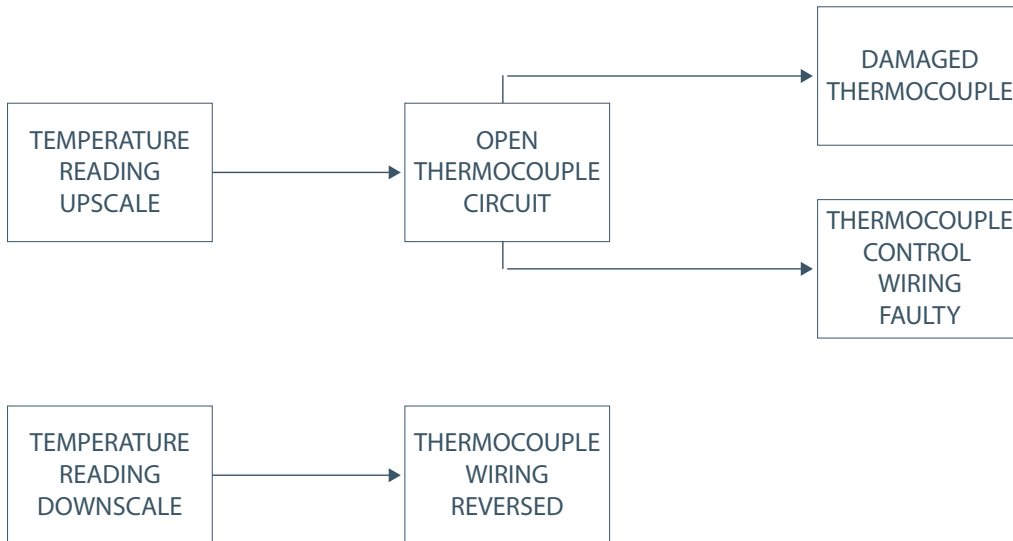 TEMPERATURE
READING
UPSCALE
OPEN
THERMOCOUPLE
CIRCUIT
DAMAGED
THERMOCOUPLE
THERMOCOUPLE
CONTROL
WIRING
FAULTY
TEMPERATURE
READING
DOWNSCALE
THERMOCOUPLE
WIRING
REVERSED